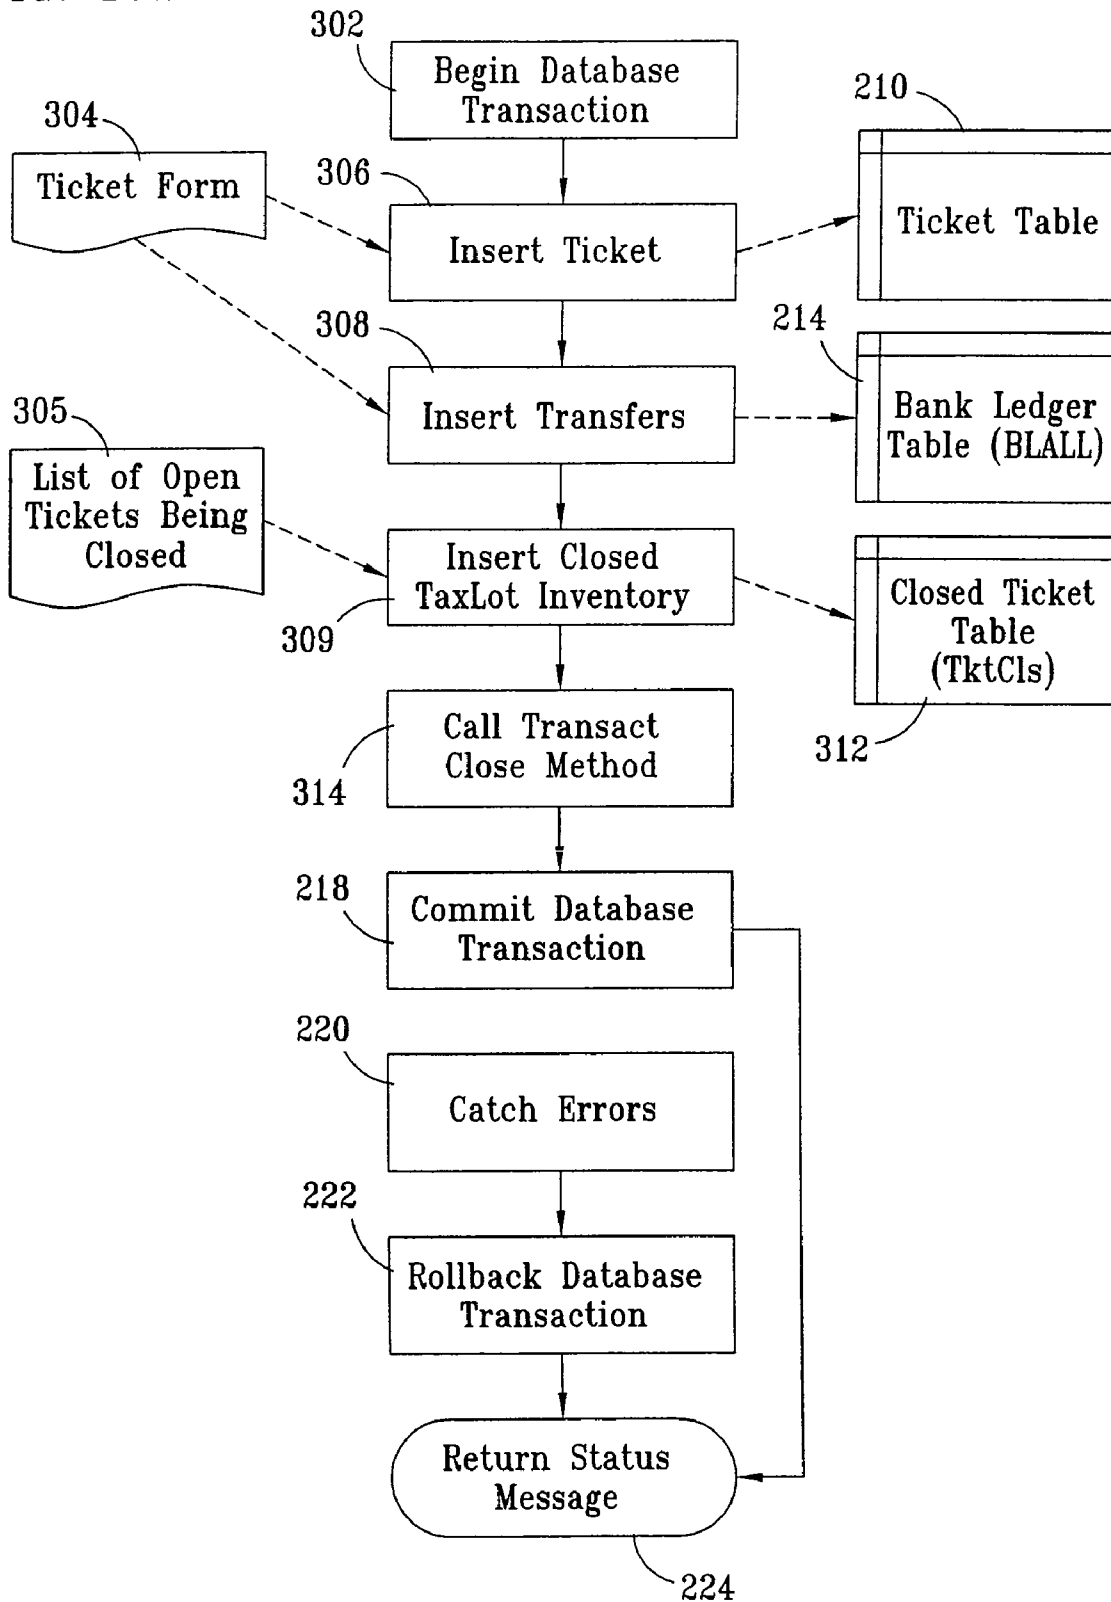 302
Begin Database
Transaction
210
304
Ticket Form
306
Insert Ticket
Ticket Table
308
Insert Transfers
214
Bank Ledger
Table (BLALL)
305
List of Open
Tickets Being
Closed
Insert Closed
TaxLot Inventory
309
Closed Ticket
Table
(TktCls)
312
Call Transact
Close Method
314
218
Commit Database
Transaction
220
Catch Errors
222
Rollback Database
Transaction
Return Status
Message
224